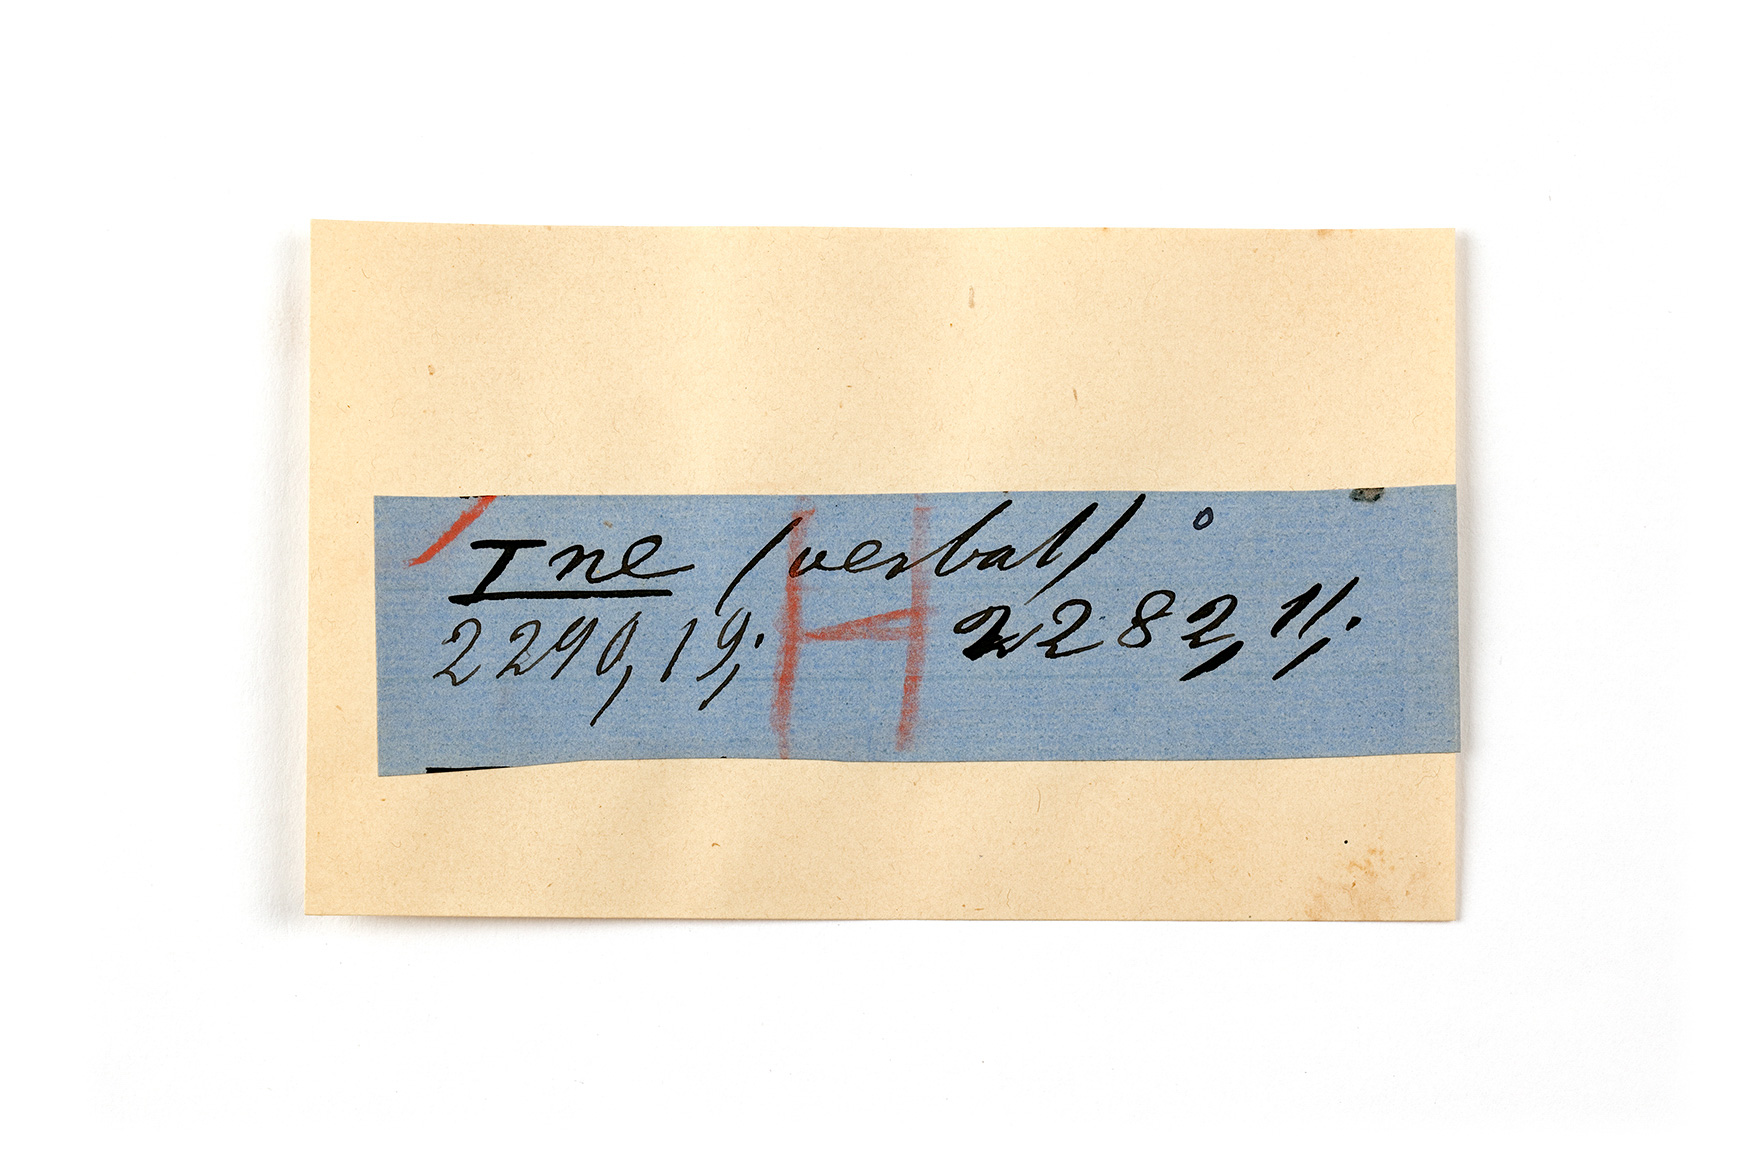 Ine (verbal) o
2290, 19; H 2282, 11;